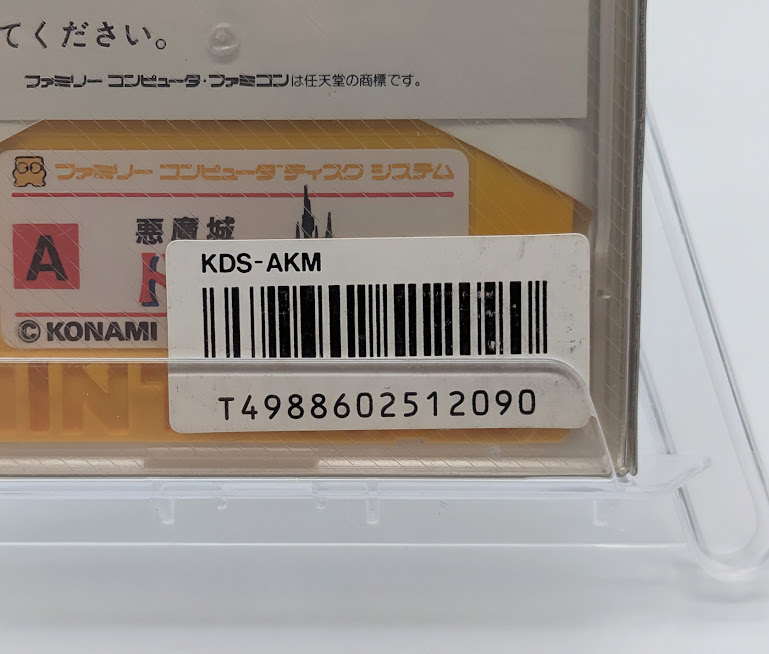 てください。
ファミリー コンピュータ・ファミコンは任天堂の商標です。
ファミリー コンピュータ ディスク システム
A
悪魔城
© KONAMI
KDS-AKM
T4988602512090